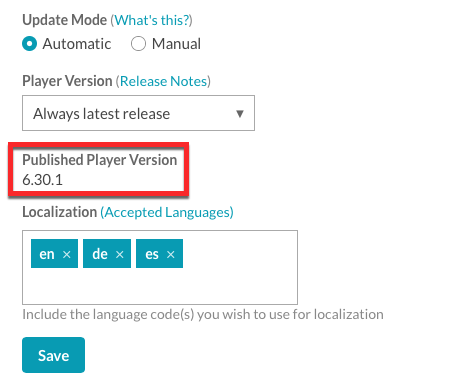 Update Mode (What's this?)
Automatic Manual
Player Version (Release Notes)
Always latest release
Published Player Version
6.30.1
Localization (Accepted Languages)
en × de × es ×
Include the language code(s) you wish to use for localization
Save